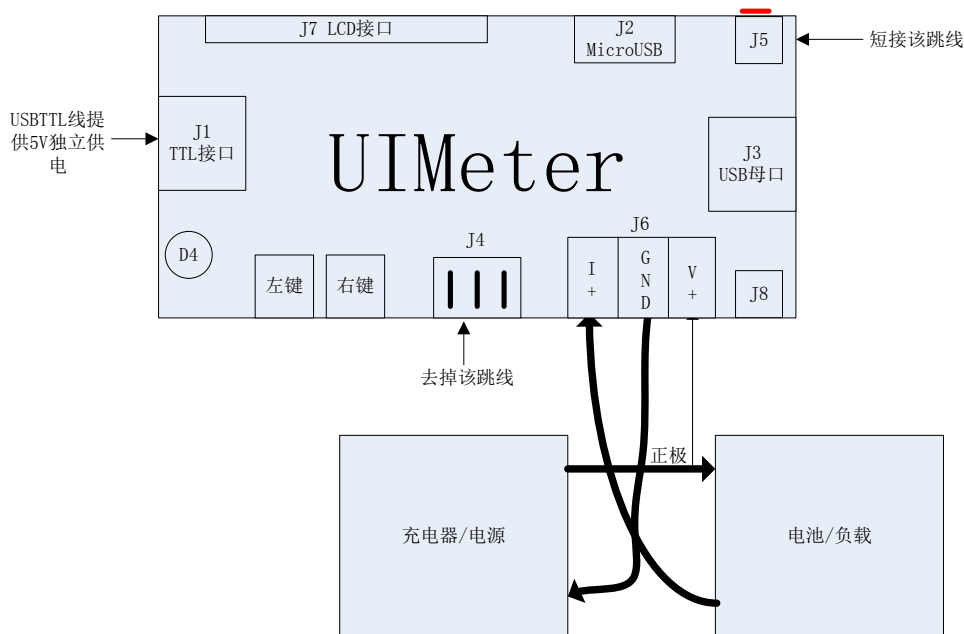 J7 LCD接口
J2
MicroUSB
J5
短接该跳线
USBTTL线提
供5V独立供
电
J1
TTL接口
UIMeter
J3
USB母口
D4
左键
右键
J4
J6
I
+
G
N
D
V
+
J8
去掉该跳线
正极
充电器/电源
电池/负载